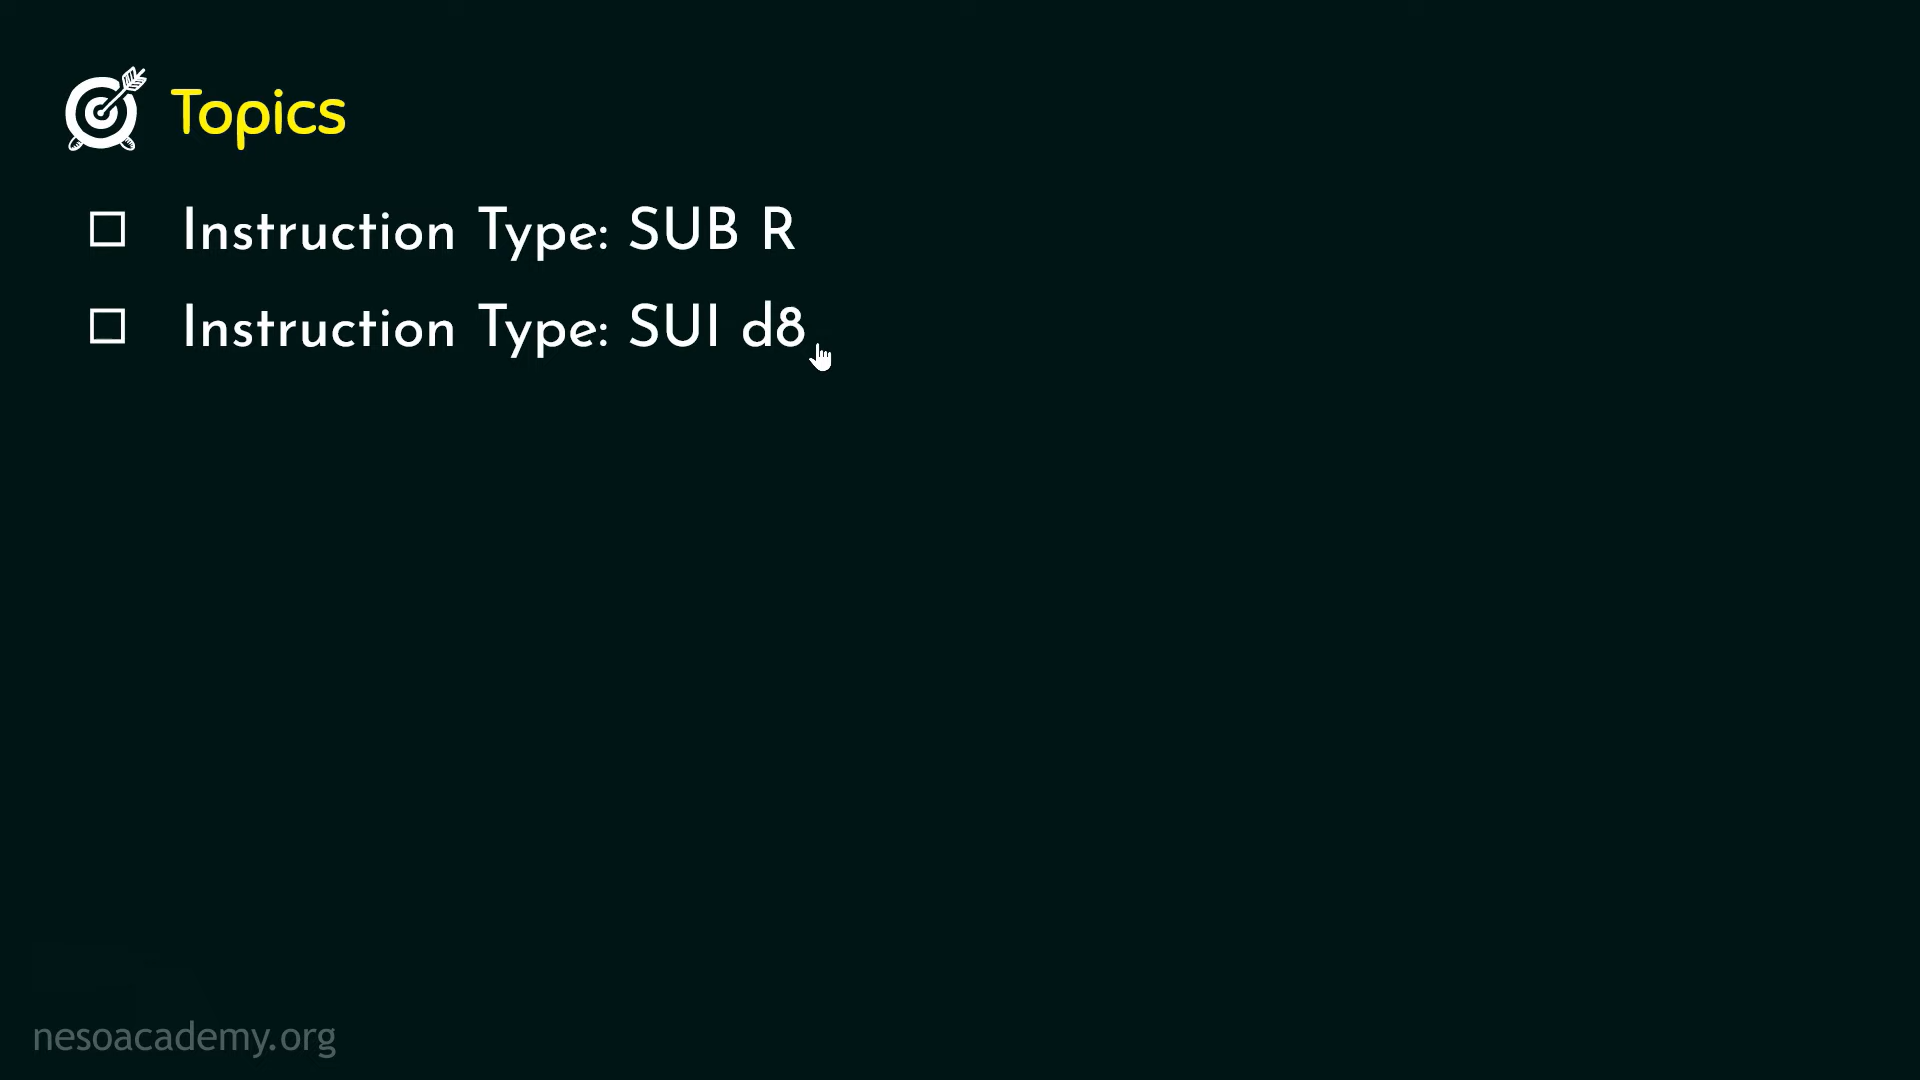 Topics
Instruction Type: SUB R
Instruction Type: SUI d8
nesoacademy.org